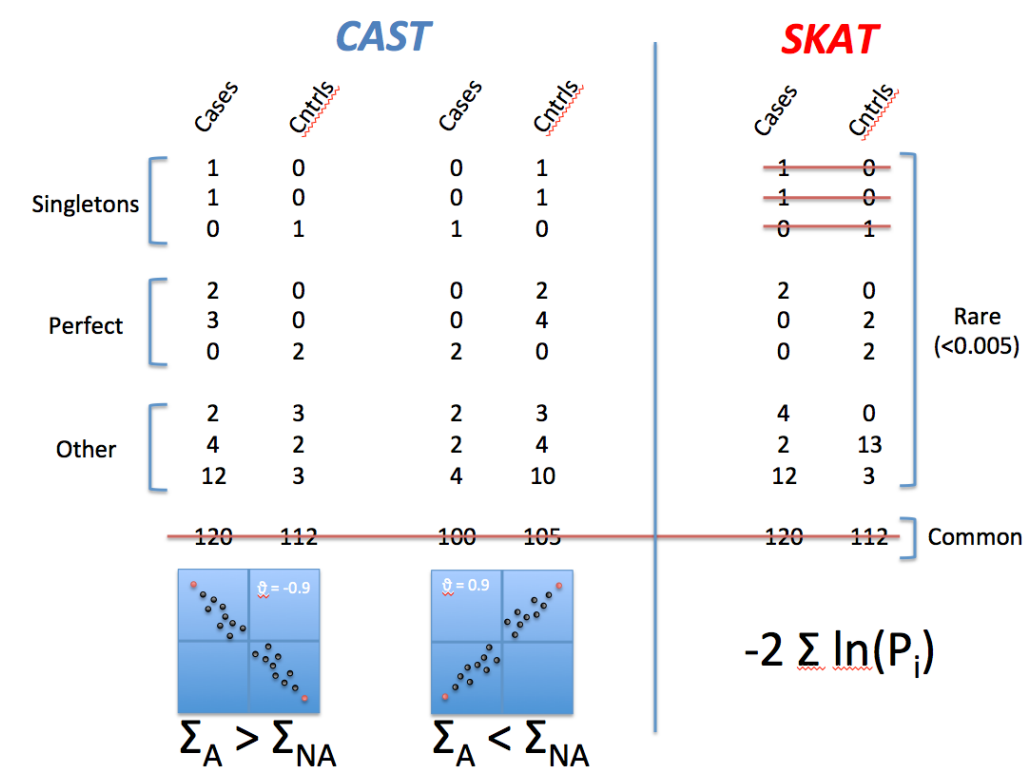 CAST SKAT
Cases Cntrls Cases Cntrls Cases Cntrls
1 0 0 1 1 0
Singletons 1 0 0 1 1 0
0 1 1 0 0 1
2 0 0 2 2 0
Perfect 3 0 0 4 0 2 Rare
(<0.005)
0 2 2 0 0 2
2 3 2 3 4 0
Other 4 2 2 4 2 13
12 3 4 10 12 3
120 112 100 105 120 112 Common
ϑ = -0.9 ϑ = 0.9
-2 Σ ln(Pi)
ΣA > ΣNA ΣA < ΣNA